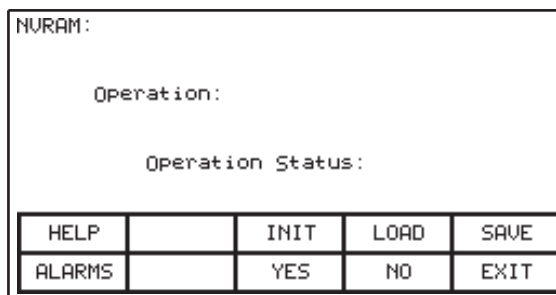 NVRAM:
Operation:
Operation Status:
HELP INIT LOAD SAVE
ALARMS YES NO EXIT